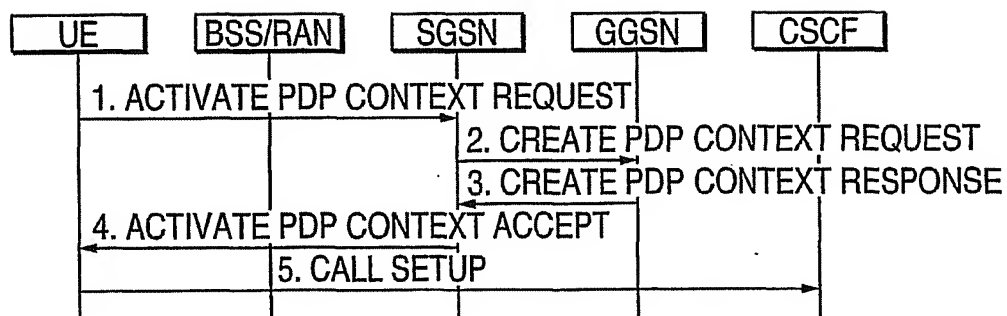 UE
BSS/RAN
SGSN
GGSN
CSCF
1. ACTIVATE PDP CONTEXT REQUEST
2. CREATE PDP CONTEXT REQUEST
3. CREATE PDP CONTEXT RESPONSE
4. ACTIVATE PDP CONTEXT ACCEPT
5. CALL SETUP